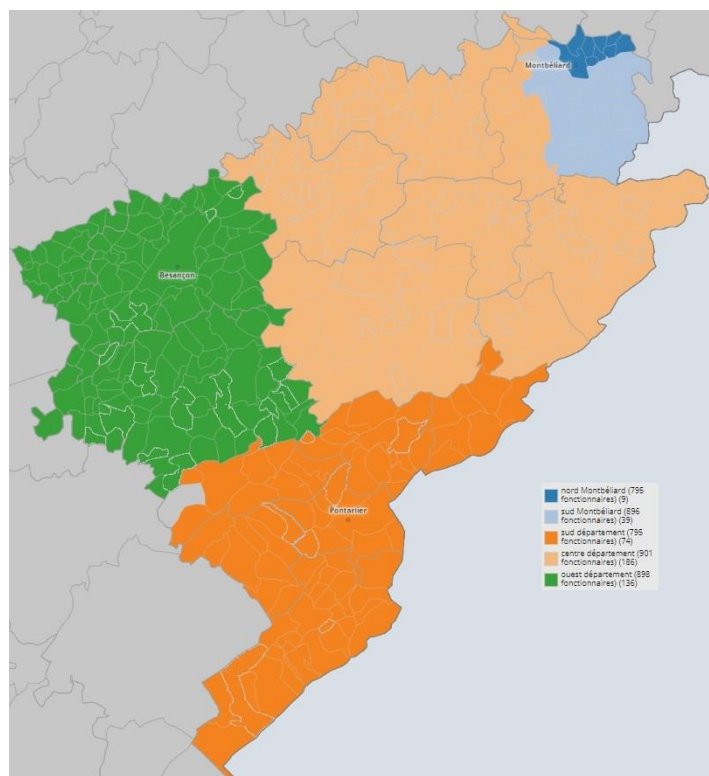 Montbéliard
Besançon
Pontarlier
nord Montbéliard (795
fonctionnaires) (9)
sud Montbéliard (896
fonctionnaires) (39)
sud département (795
fonctionnaires) (74)
centre département (901
fonctionnaires) (186)
ouest département (898
fonctionnaires) (136)